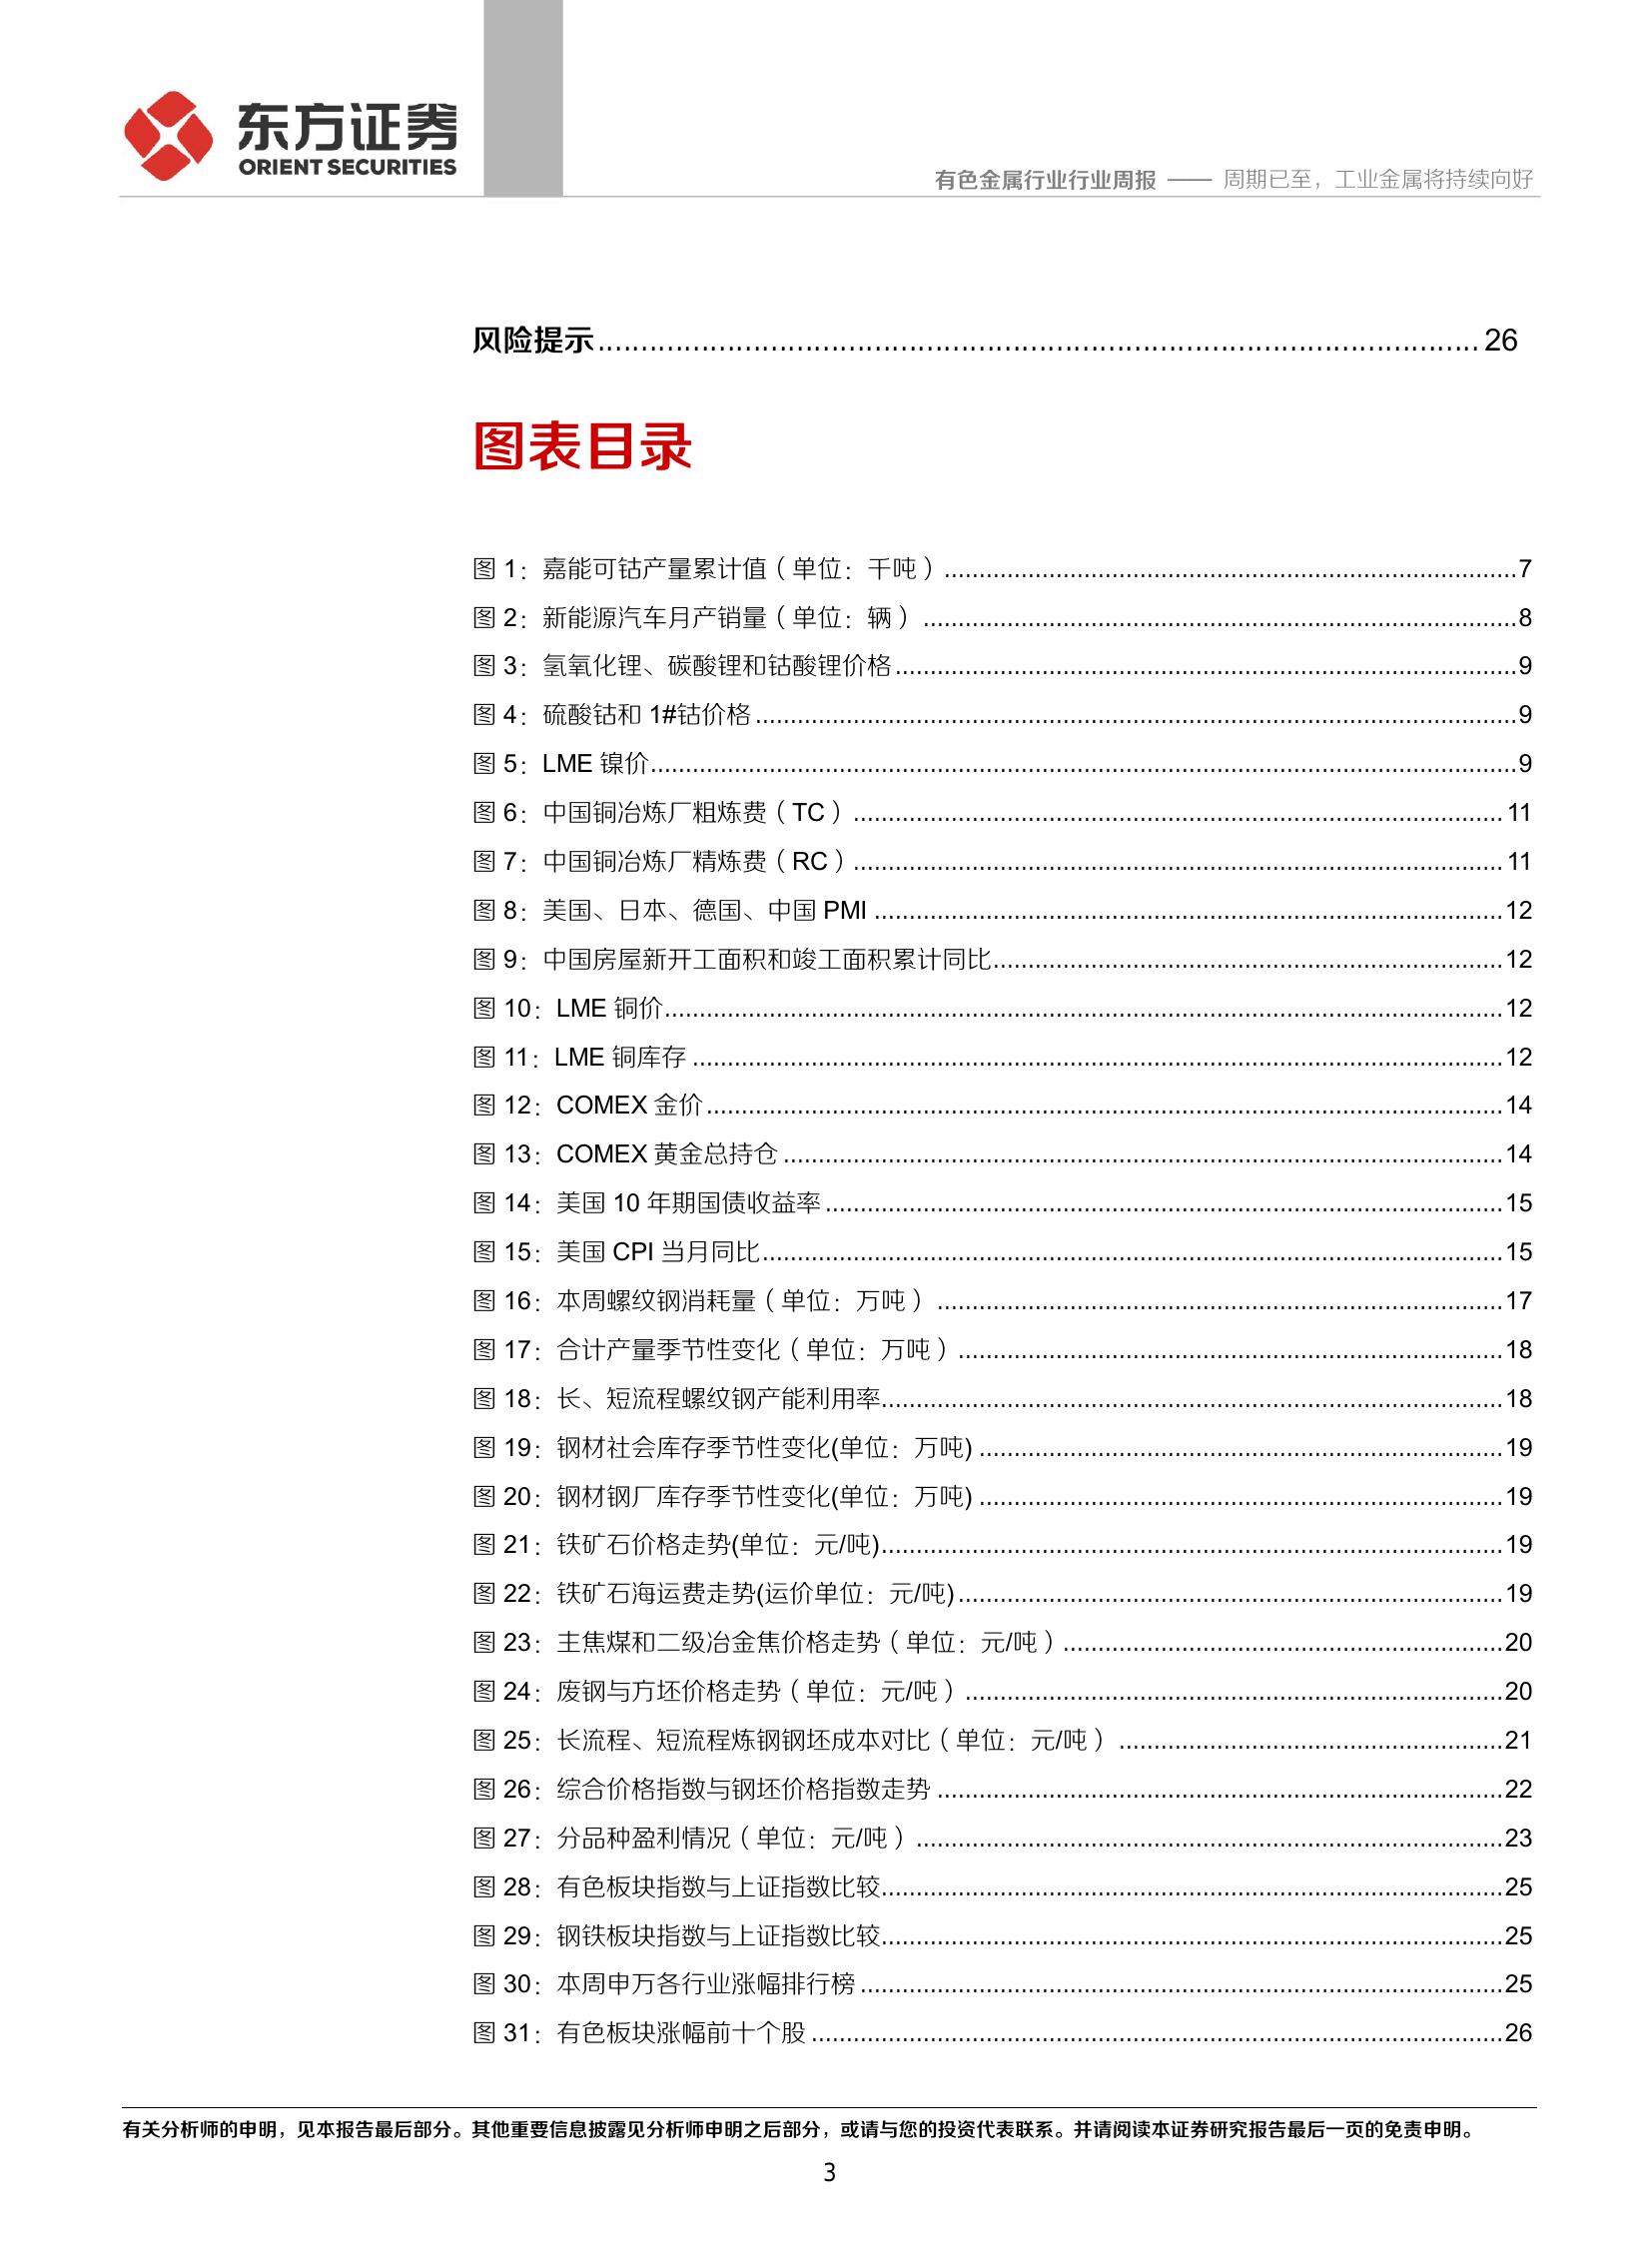 东方证券
ORIENT SECURITIES
有色金属行业行业周报 —— 周期已至，工业金属将持续向好
风险提示 26
图表目录
图 1：嘉能可钴产量累计值（单位：千吨） 7
图 2：新能源汽车月产销量（单位：辆） 8
图 3：氢氧化锂、碳酸锂和钴酸锂价格 9
图 4：硫酸钴和 1#钴价格 9
图 5：LME 镍价 9
图 6：中国铜冶炼厂粗炼费（TC） 11
图 7：中国铜冶炼厂精炼费（RC） 11
图 8：美国、日本、德国、中国 PMI 12
图 9：中国房屋新开工面积和竣工面积累计同比 12
图 10：LME 铜价 12
图 11：LME 铜库存 12
图 12：COMEX 金价 14
图 13：COMEX 黄金总持仓 14
图 14：美国 10 年期国债收益率 15
图 15：美国 CPI 当月同比 15
图 16：本周螺纹钢消耗量（单位：万吨） 17
图 17：合计产量季节性变化（单位：万吨） 18
图 18：长、短流程螺纹钢产能利用率 18
图 19：钢材社会库存季节性变化(单位：万吨) 19
图 20：钢材钢厂库存季节性变化(单位：万吨) 19
图 21：铁矿石价格走势(单位：元/吨) 19
图 22：铁矿石海运费走势(运价单位：元/吨) 19
图 23：主焦煤和二级冶金焦价格走势（单位：元/吨） 20
图 24：废钢与方坯价格走势（单位：元/吨） 20
图 25：长流程、短流程炼钢钢坯成本对比（单位：元/吨） 21
图 26：综合价格指数与钢坯价格指数走势 22
图 27：分品种盈利情况（单位：元/吨） 23
图 28：有色板块指数与上证指数比较 25
图 29：钢铁板块指数与上证指数比较 25
图 30：本周申万各行业涨幅排行榜 25
图 31：有色板块涨幅前十个股 26
有关分析师的申明，见本报告最后部分。其他重要信息披露见分析师申明之后部分，或请与您的投资代表联系。并请阅读本证券研究报告最后一页的免责申明。
3